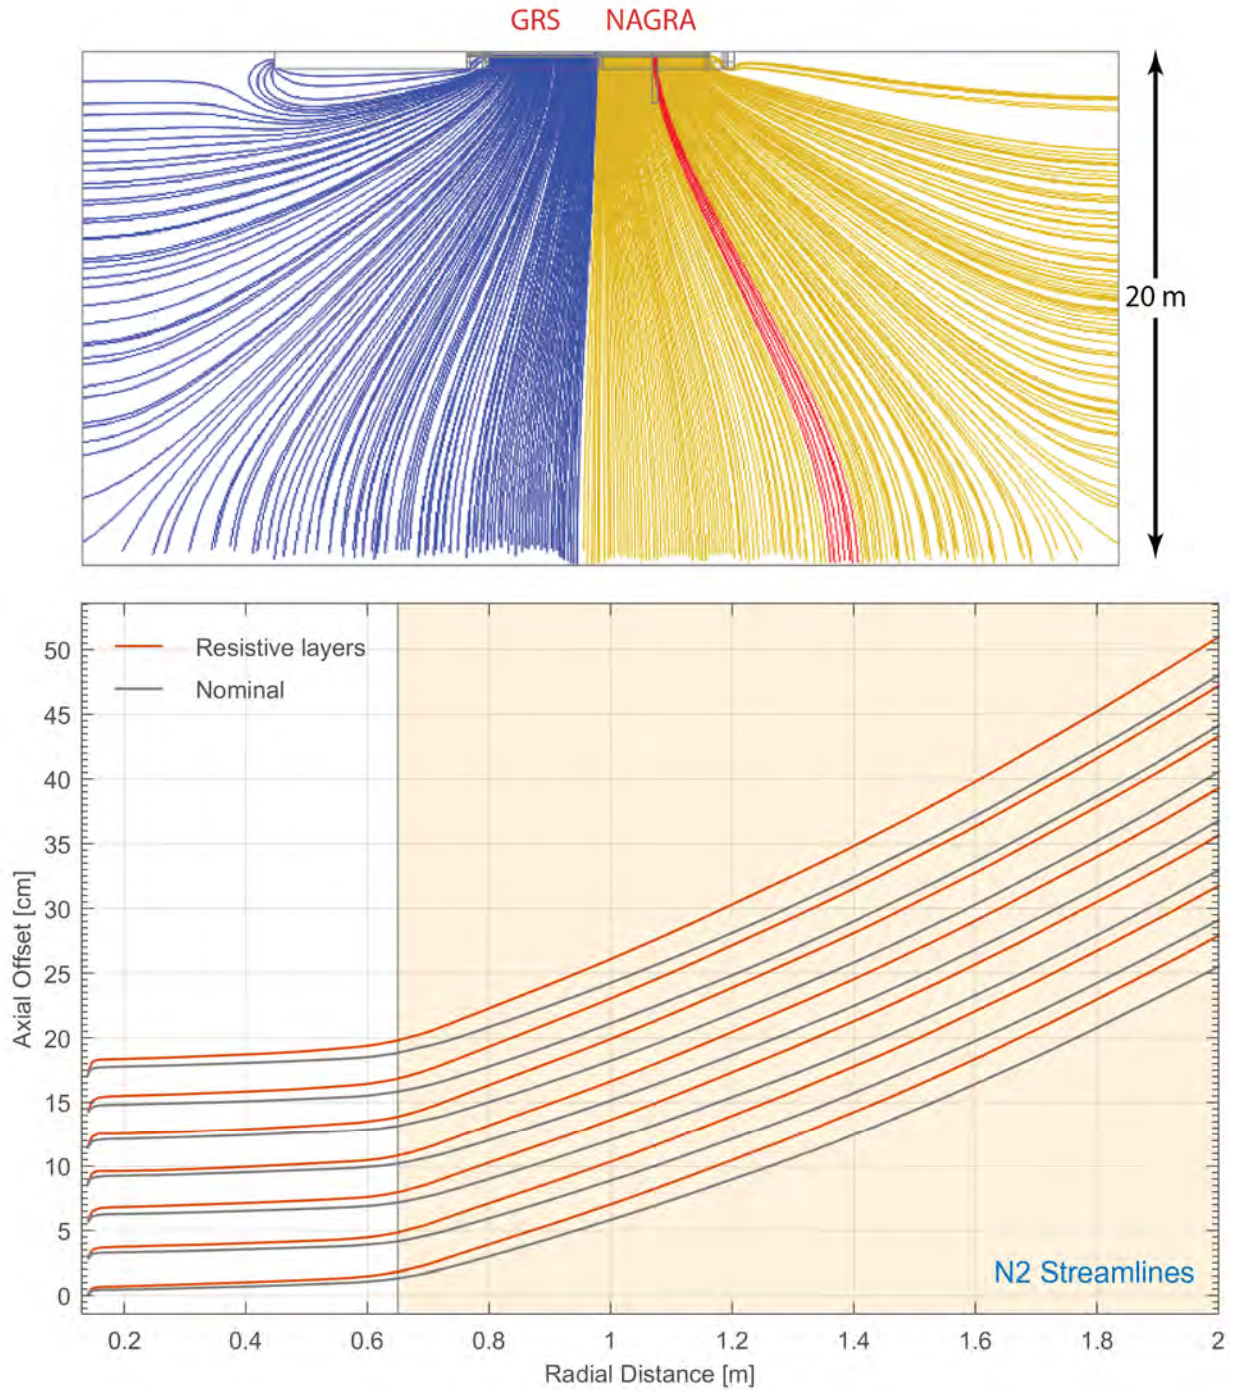 GRS NAGRA
20 m
Resistive layers
Nominal
50
45
40
35
30
25
20
15
10
5
0
Axial Offset [cm]
N2 Streamlines
0.2 0.4 0.6 0.8 1 1.2 1.4 1.6 1.8 2
Radial Distance [m]